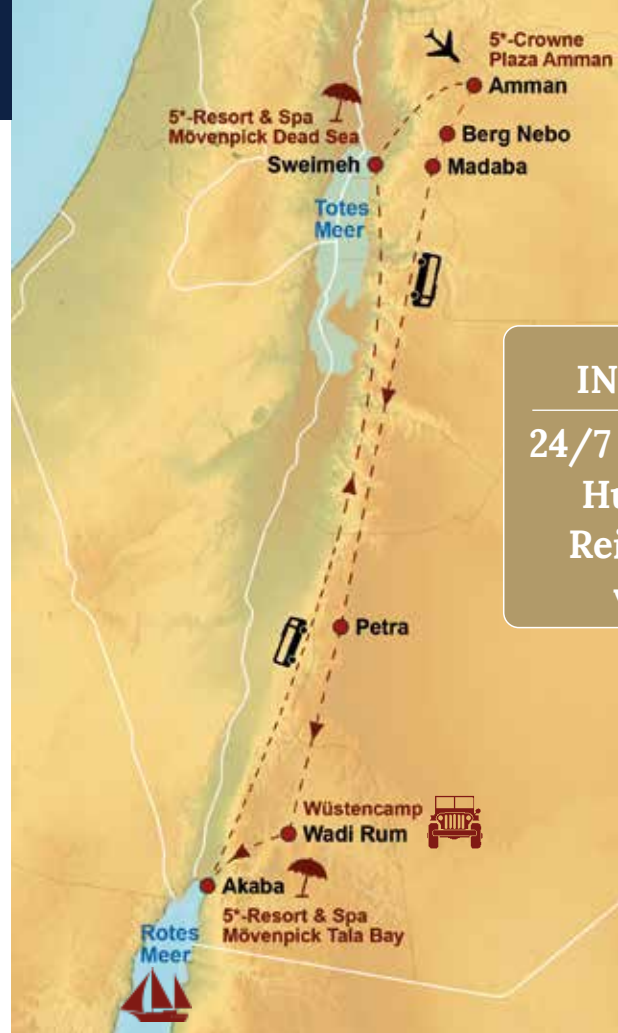 5*-Crowne
Plaza Amman
Amman
5*-Resort & Spa
Mövenpick Dead Sea
Berg Nebo
Sweimeh
Madaba
Totes
Meer
IN
24/7
Rei
Petra
Wüstencamp
Wadi Rum
Akaba
5*-Resort & Spa
Mövenpick Tala Bay
Rotes
Meer